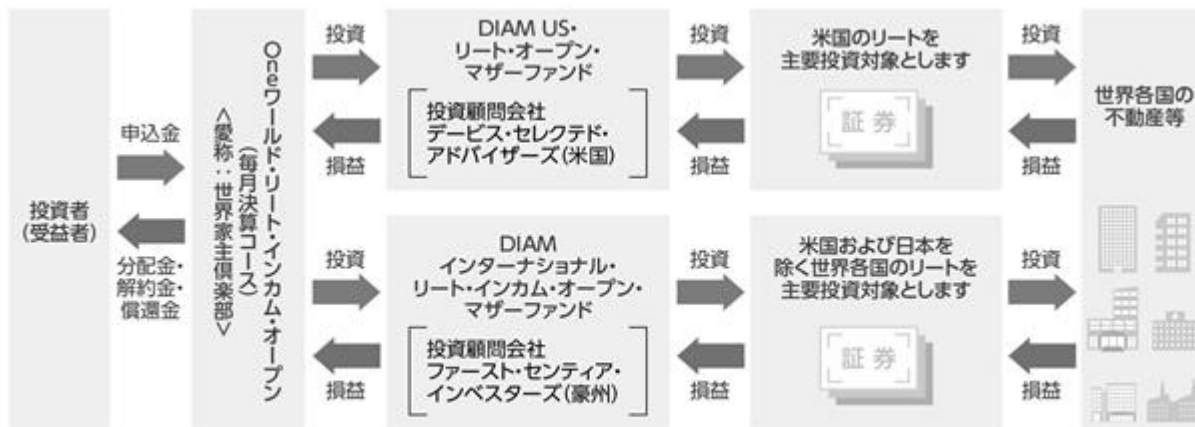 投資者
(受益者)
申込金
分配金・
解約金・
償還金
Oneワールド・リート・インカム・オープン
(毎月決算コース)
<愛称:世界家主倶楽部>
投資
損益
DIAM US・
リート・オープン・
マザーファンド
投資顧問会社
デービス・セレクテド・
アドバイザーズ(米国)
投資
損益
米国のリートを
主要投資対象とします
証券
投資
損益
投資
損益
DIAM
インターナショナル・
リート・インカム・オープン・
マザーファンド
投資顧問会社
ファースト・センティア・
インベスターズ(豪州)
投資
損益
米国および日本を
除く世界各国のリートを
主要投資対象とします
証券
投資
損益
世界各国の
不動産等